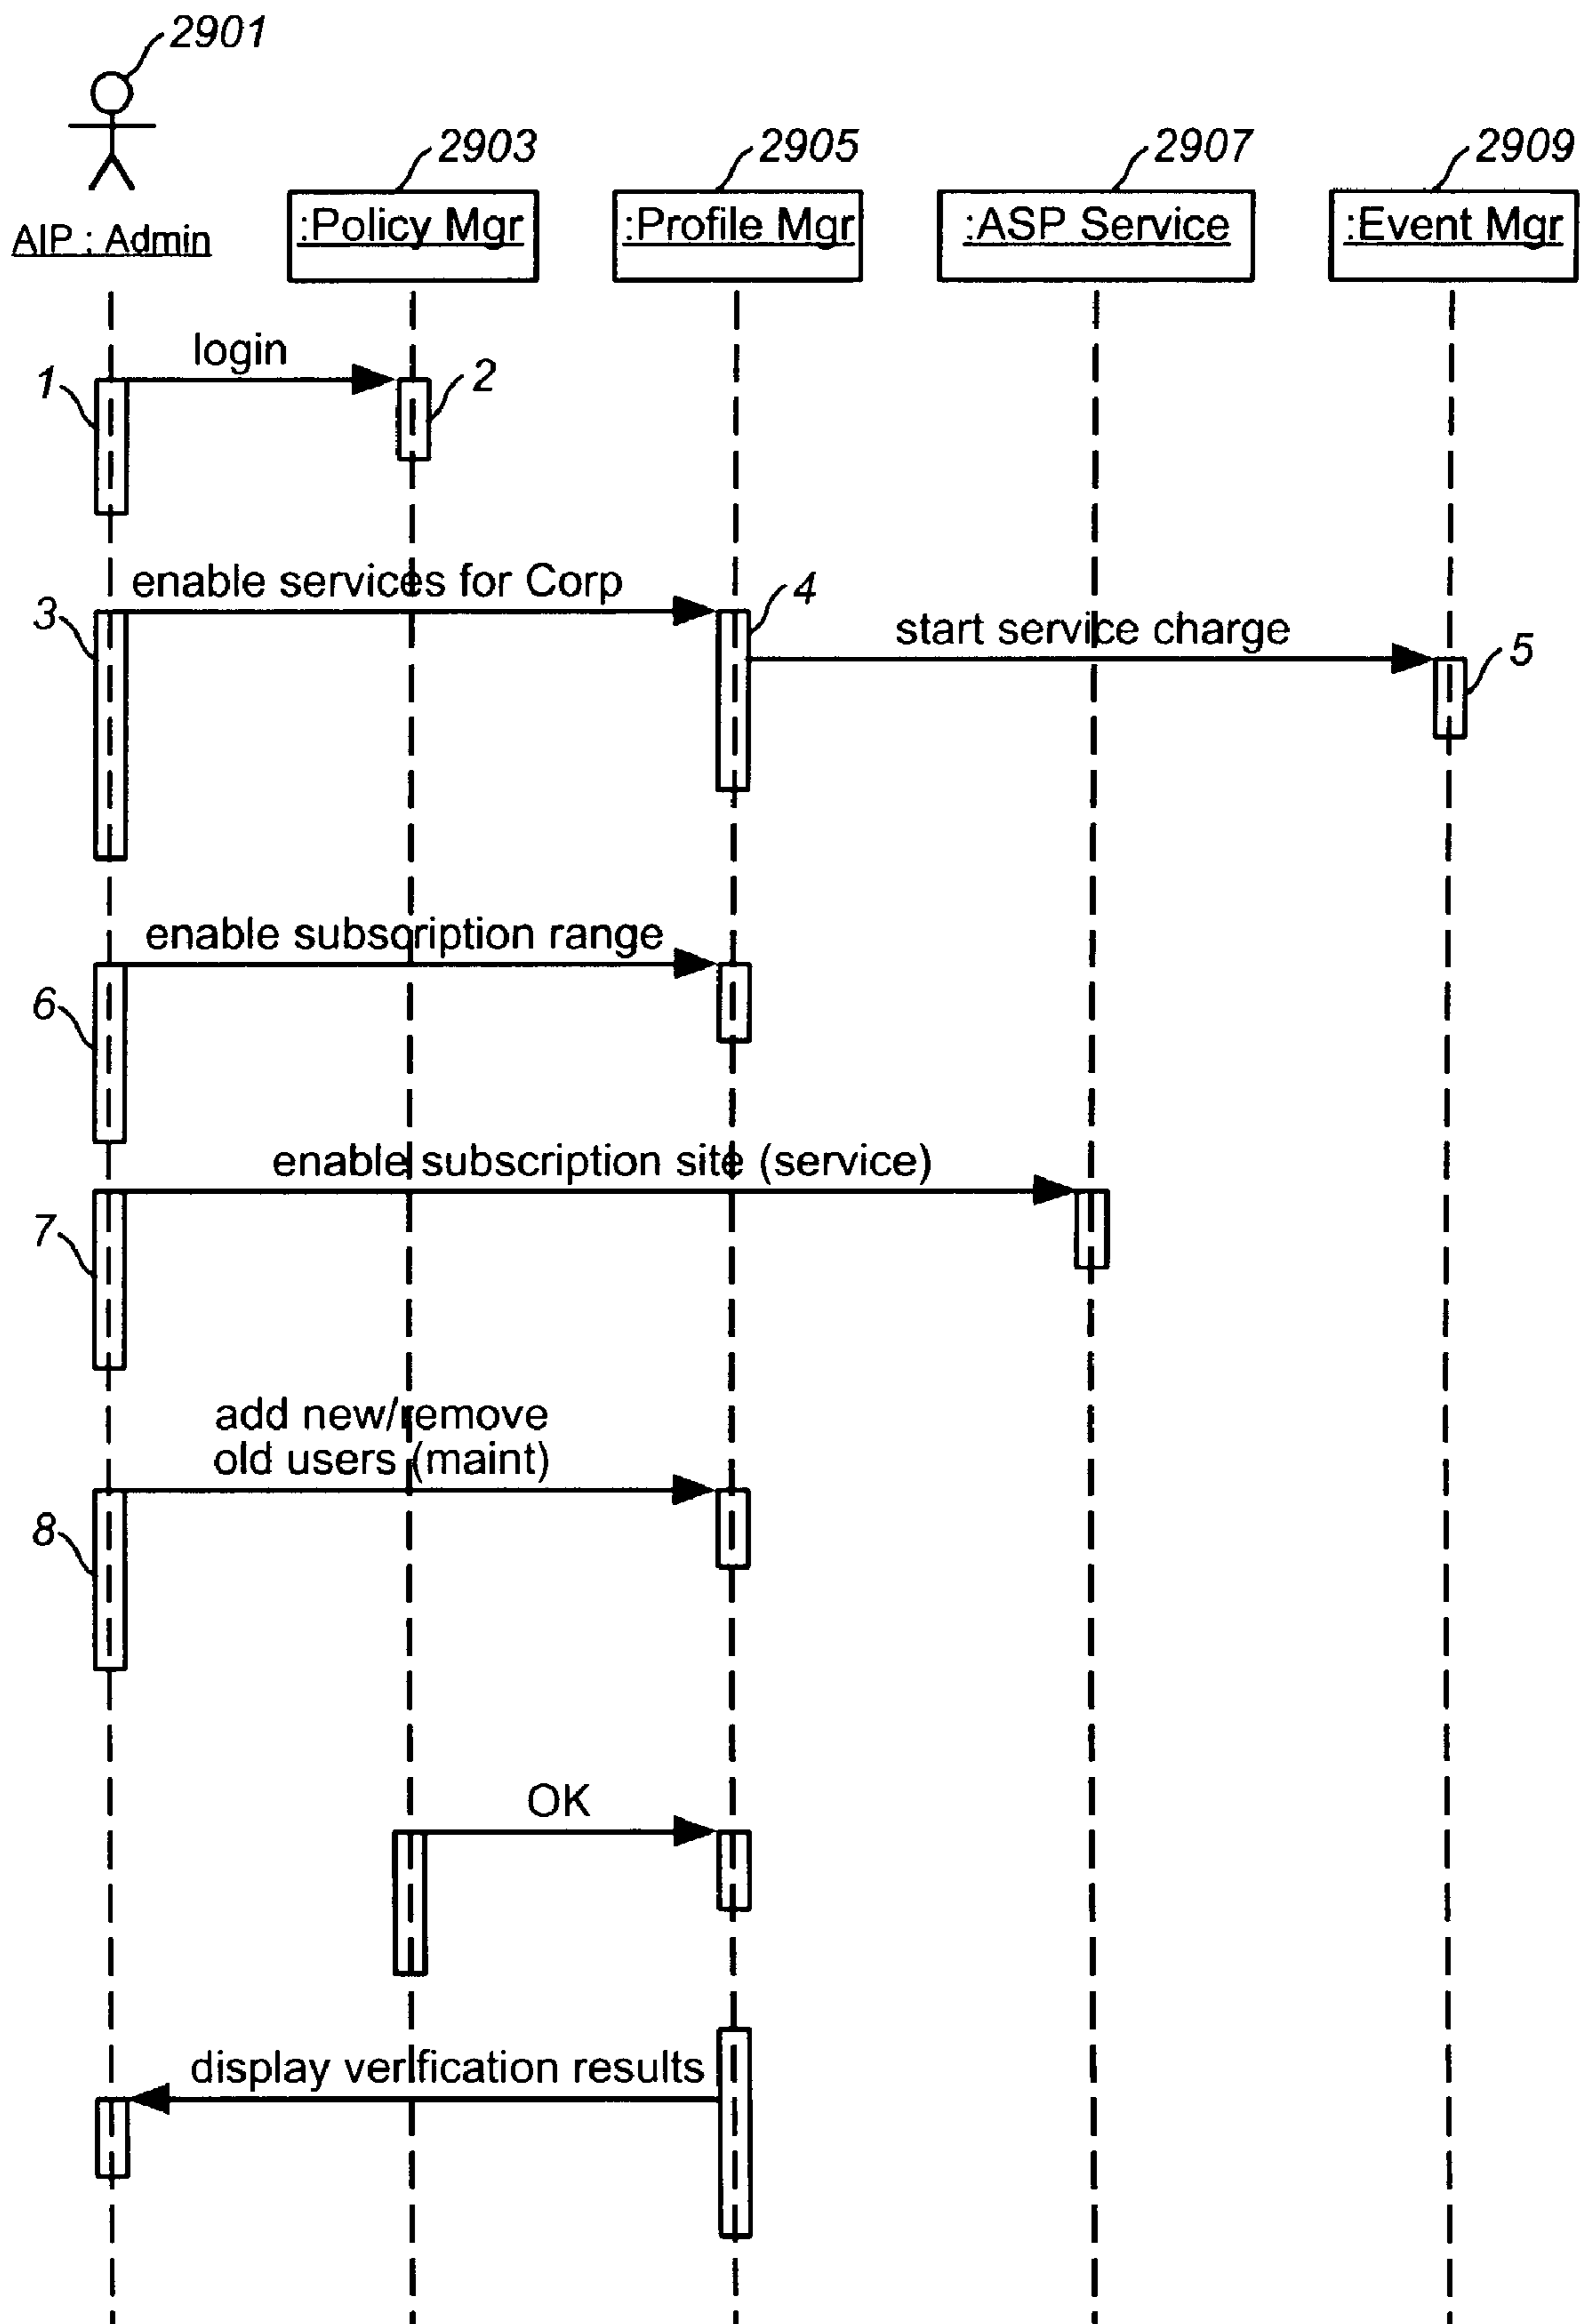 2901
2903
2905
2907
2909
AIP : Admin
:Policy Mgr
:Profile Mgr
:ASP Service
:Event Mgr
login
1
2
enable services for Corp
3
4
start service charge
5
enable subscription range
6
enable subscription site (service)
7
add new/remove
old users (maint)
8
OK
display verification results